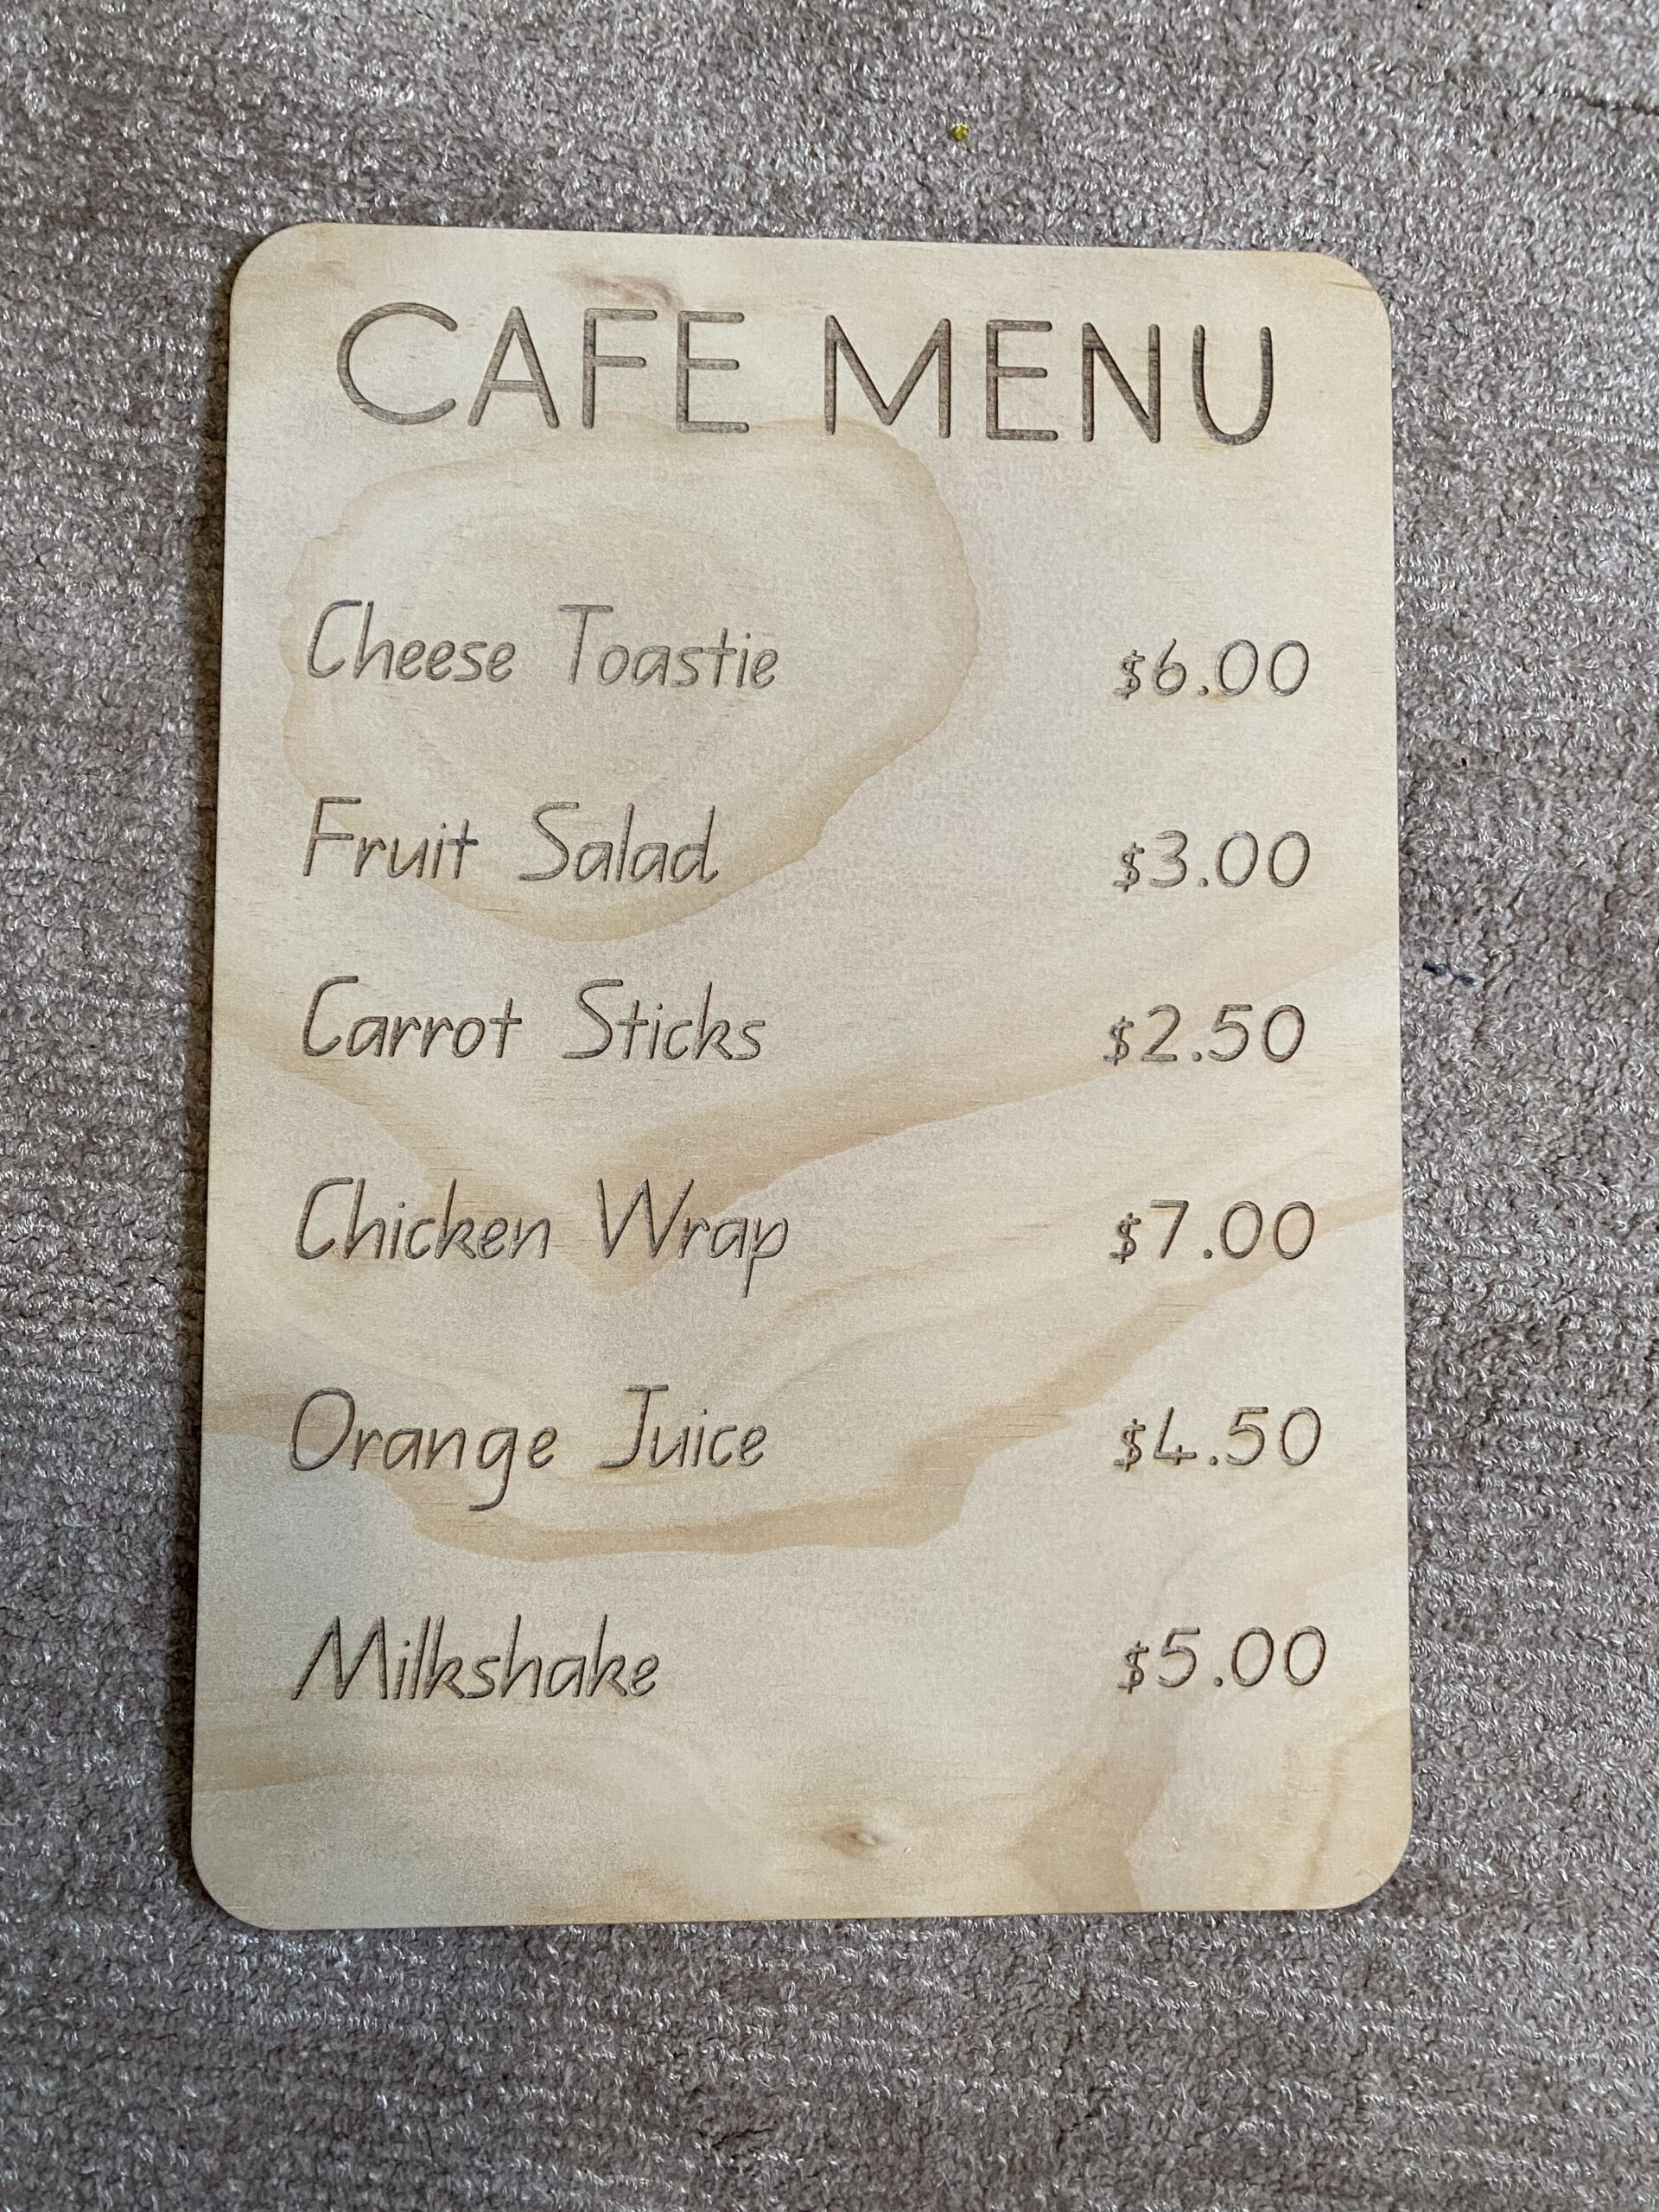 CAFE MENU
Cheese Toastie $6.00
Fruit Salad $3.00
Carrot Sticks $2.50
Chicken Wrap $7.00
Orange Juice $4.50
Milkshake $5.00